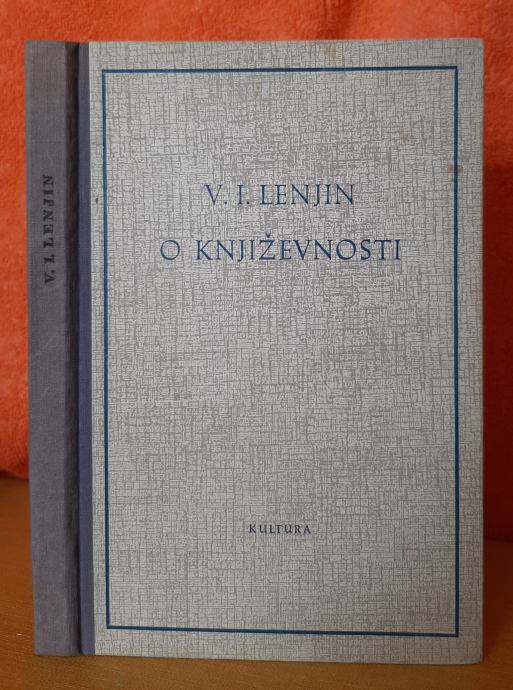 V. I. LENJIN
V. I. LENJIN
O KNJIŽEVNOSTI
KULTURA